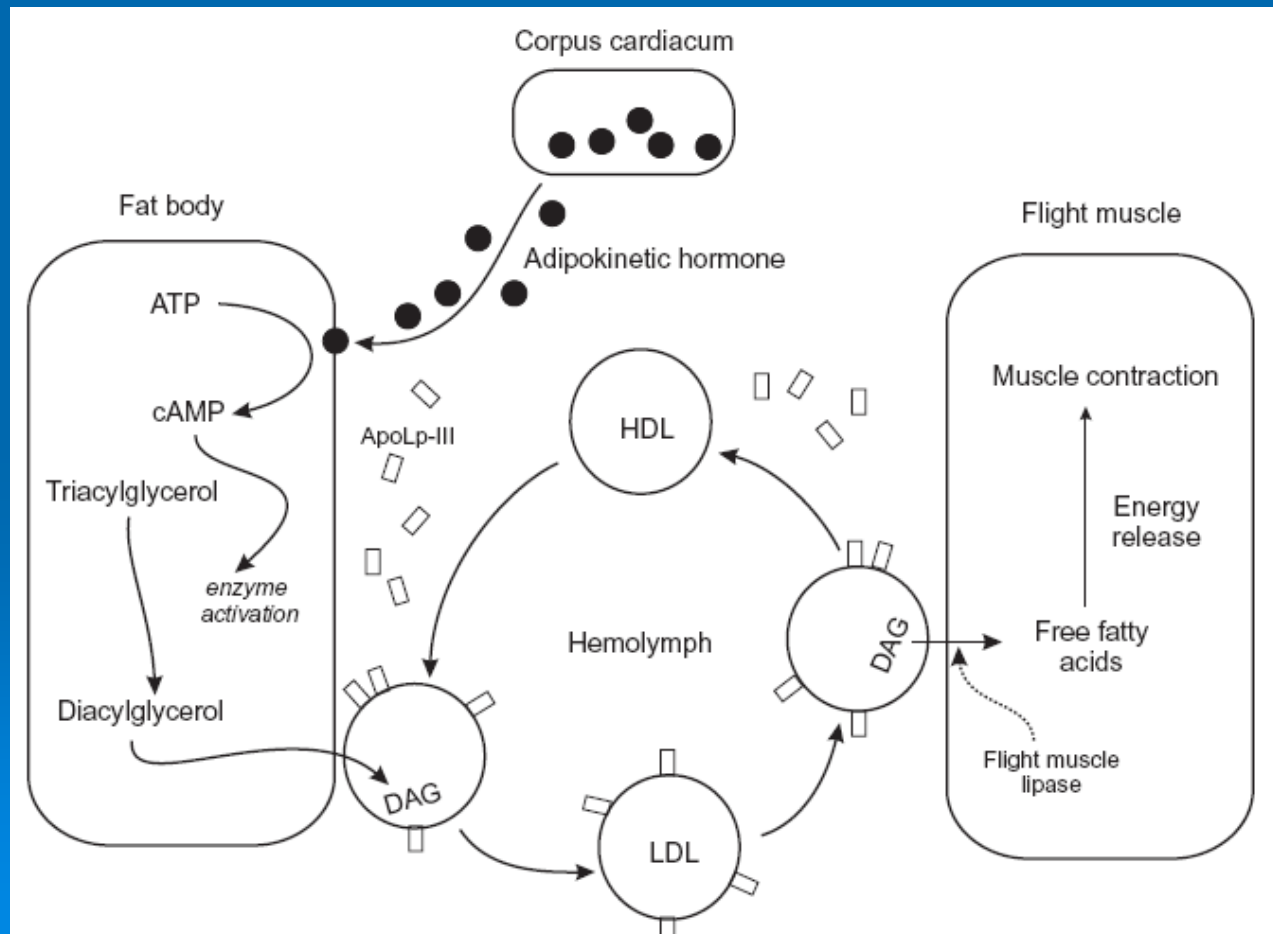 Corpus cardiacum
Fat body
Flight muscle
Adipokinetic hormone
ATP
cAMP
ApoLp-III
HDL
Muscle contraction
Triacylglycerol
Energy
release
enzyme
activation
Hemolymph
DAG
Free fatty
acids
Diacylglycerol
DAG
LDL
Flight muscle
lipase